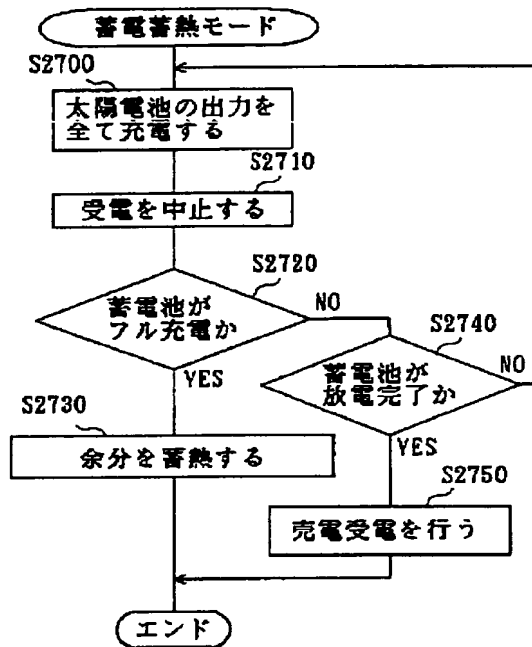 蓄電蓄熱モード
S2700
太陽電池の出力を
全て充電する
S2710
受電を中止する
S2720
蓄電池が
フル充電か
NO
YES
S2740
蓄電池が
放電完了か
NO
YES
S2730
余分を蓄熱する
S2750
売電受電を行う
エンド